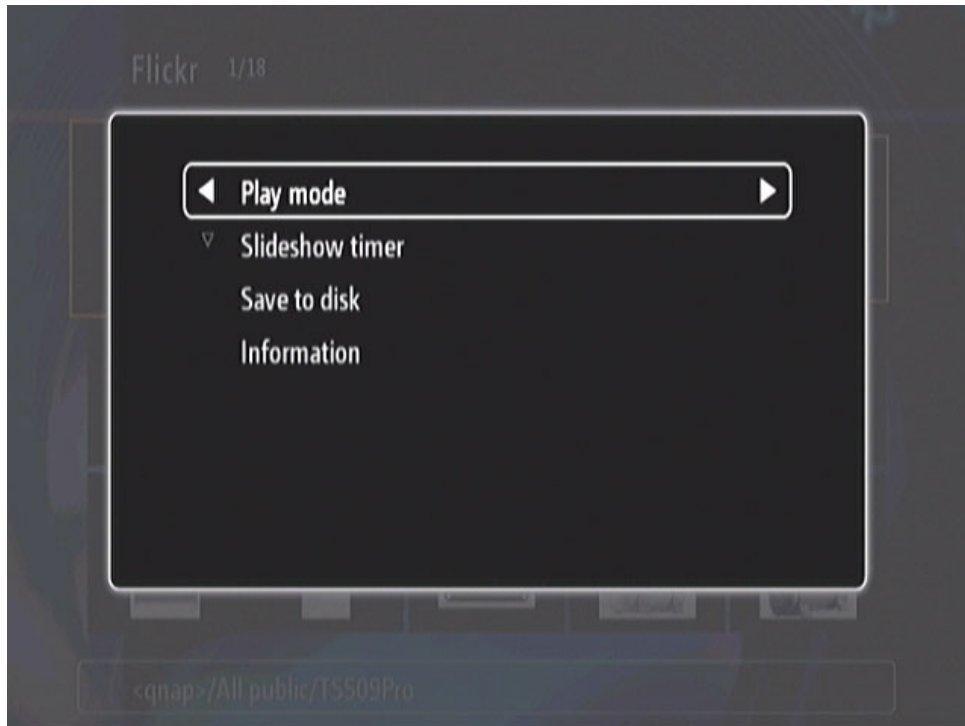 Flickr 1/18
Play mode
Slideshow timer
Save to disk
Information
<qnap>/All public/TS509Pro